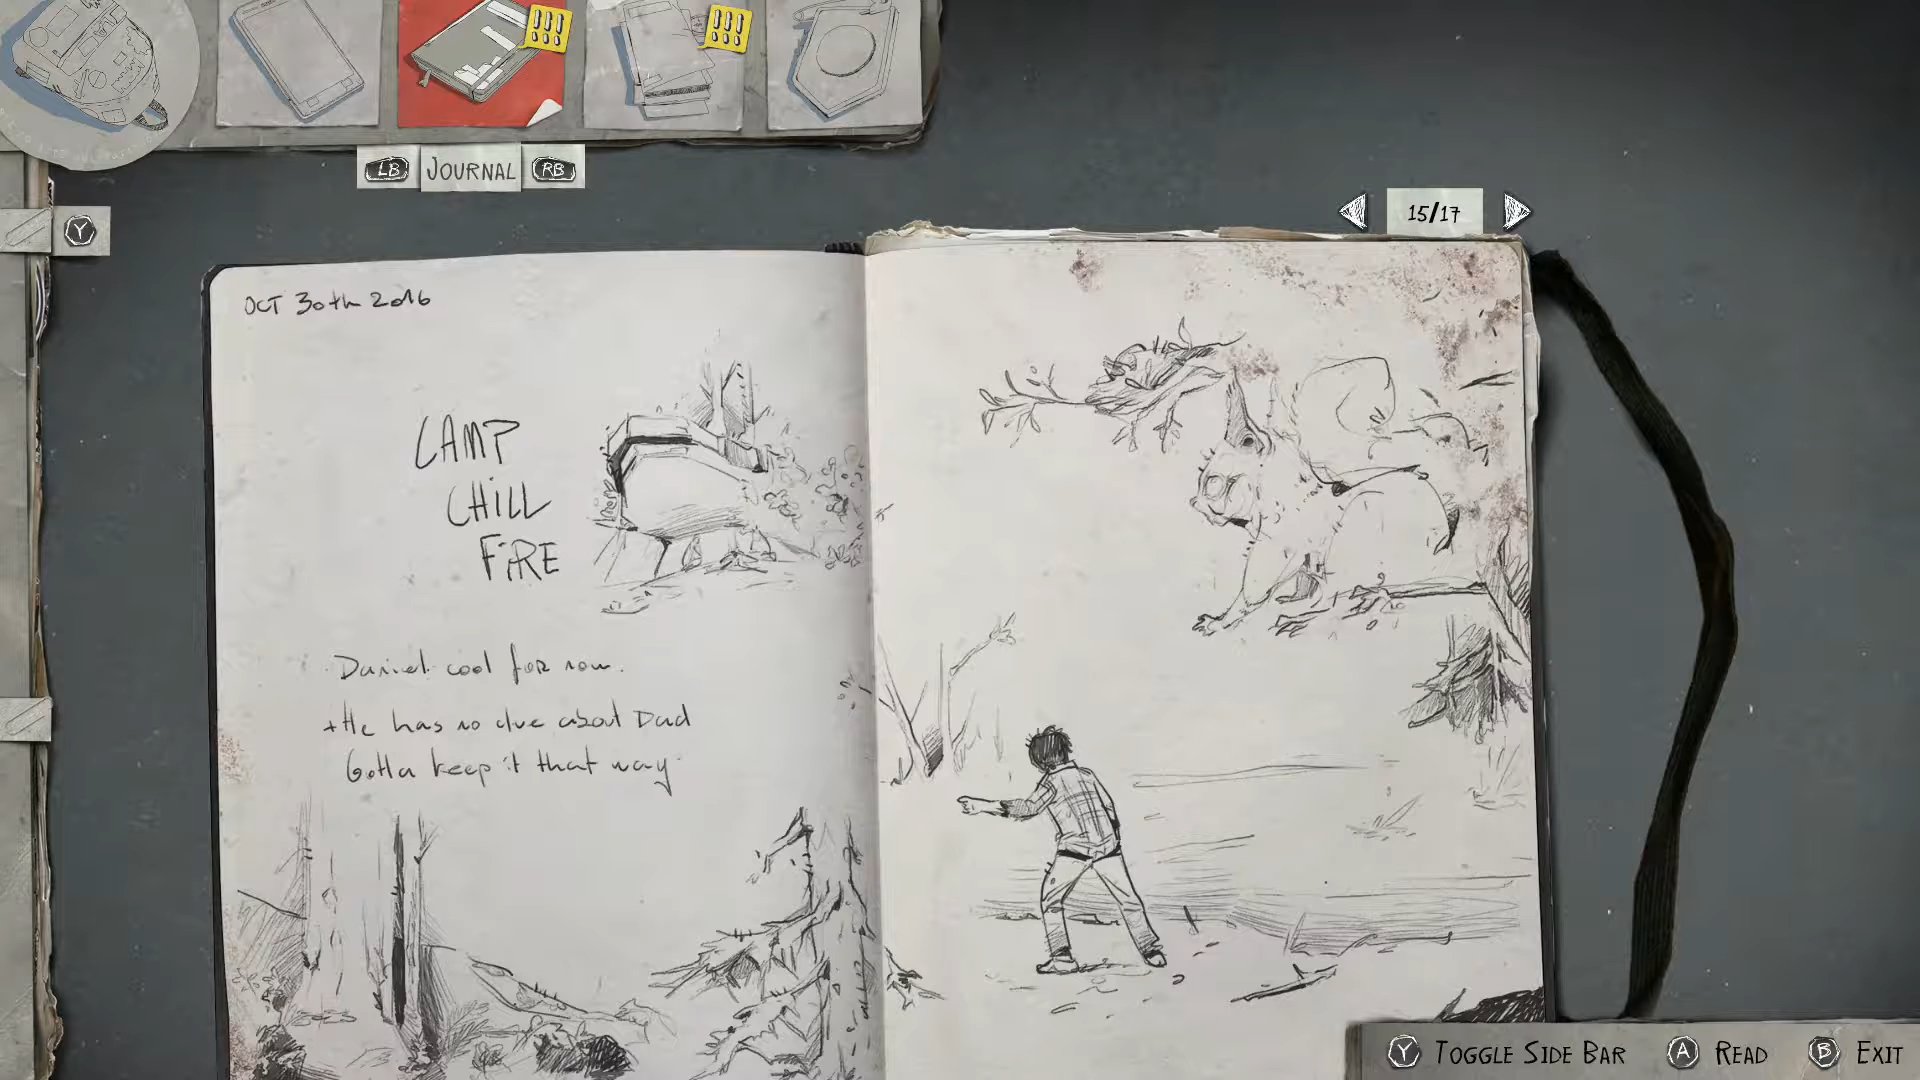 LB JOURNAL RB
Y
15/17
OCT 30th 2016
CAMP
CHILL
FIRE
Daniel cool for now.
+He has no clue about Dad
Gotta keep it that way.
Y TOGGLE SIDE BAR A READ B EXIT